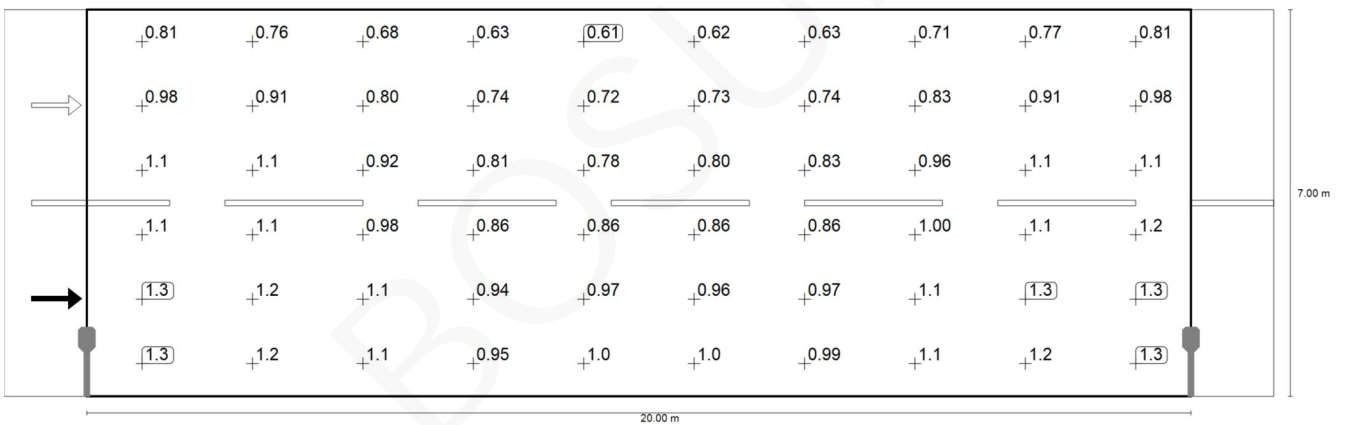 0.81 0.76 0.68 0.63 0.61 0.62 0.63 0.71 0.77 0.81
0.98 0.91 0.80 0.74 0.72 0.73 0.74 0.83 0.91 0.98
1.1 1.1 0.92 0.81 0.78 0.80 0.83 0.96 1.1 1.1
7.00 m
1.1 1.1 0.98 0.86 0.86 0.86 0.86 1.00 1.1 1.2
1.3 1.2 1.1 0.94 0.97 0.96 0.97 1.1 1.3 1.3
1.3 1.2 1.1 0.95 1.0 1.0 0.99 1.1 1.2 1.3
20.00 m
BOSU